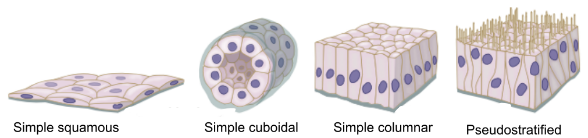 Simple squamous
Simple cuboidal
Simple columnar
Pseudostratified